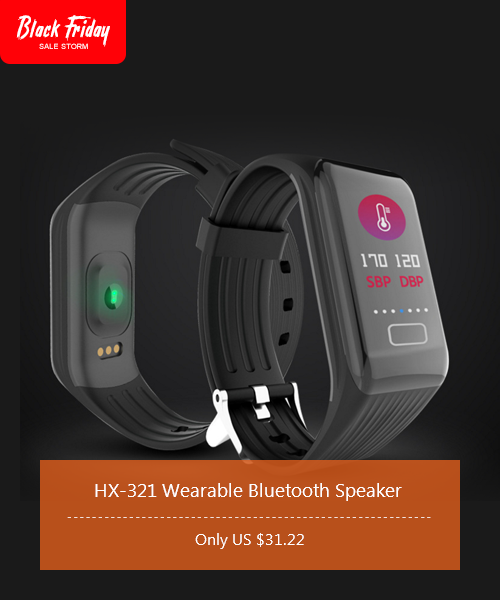 Black Friday
SALE STORM
170 120
SBP DBP
HX-321 Wearable Bluetooth Speaker
Only US $31.22